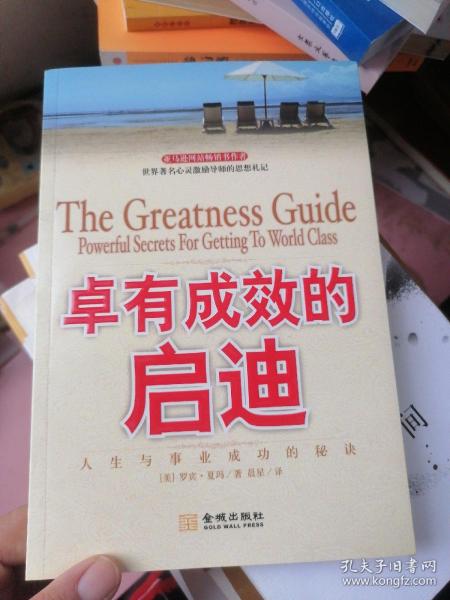 亚马逊网站畅销书作者
世界著名心灵激励导师的思想札记
The Greatness Guide
Powerful Secrets For Getting To World Class
卓有成效的
启迪
人生与事业成功的秘诀
[美]罗宾·夏玛/著 晨星/译
金城出版社
GOLD WALL PRESS
间
孔夫子旧书网
www.kongfz.com